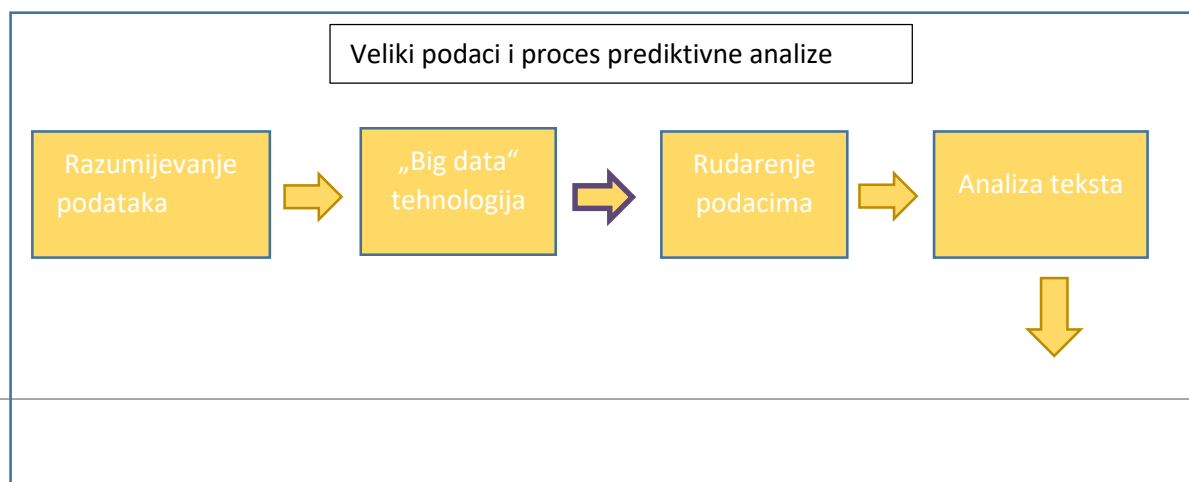 Veliki podaci i proces prediktivne analize
Razumijevanje
podataka
„Big data“
tehnologija
Rudarenje
podacima
Analiza teksta